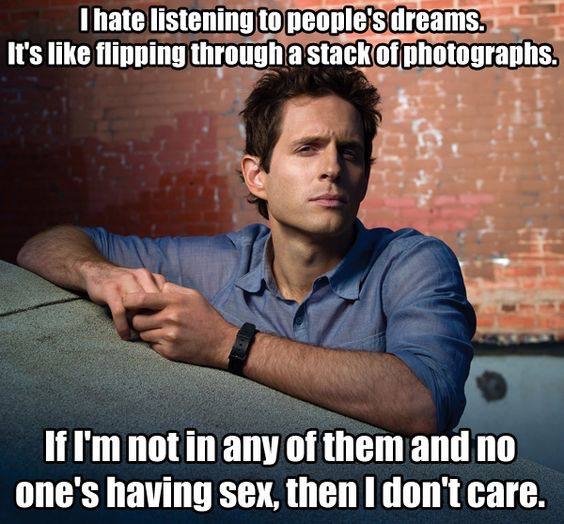 I hate listening to people's dreams.
It's like flipping through a stack of photographs.
If I'm not in any of them and no
one's having sex, then I don't care.